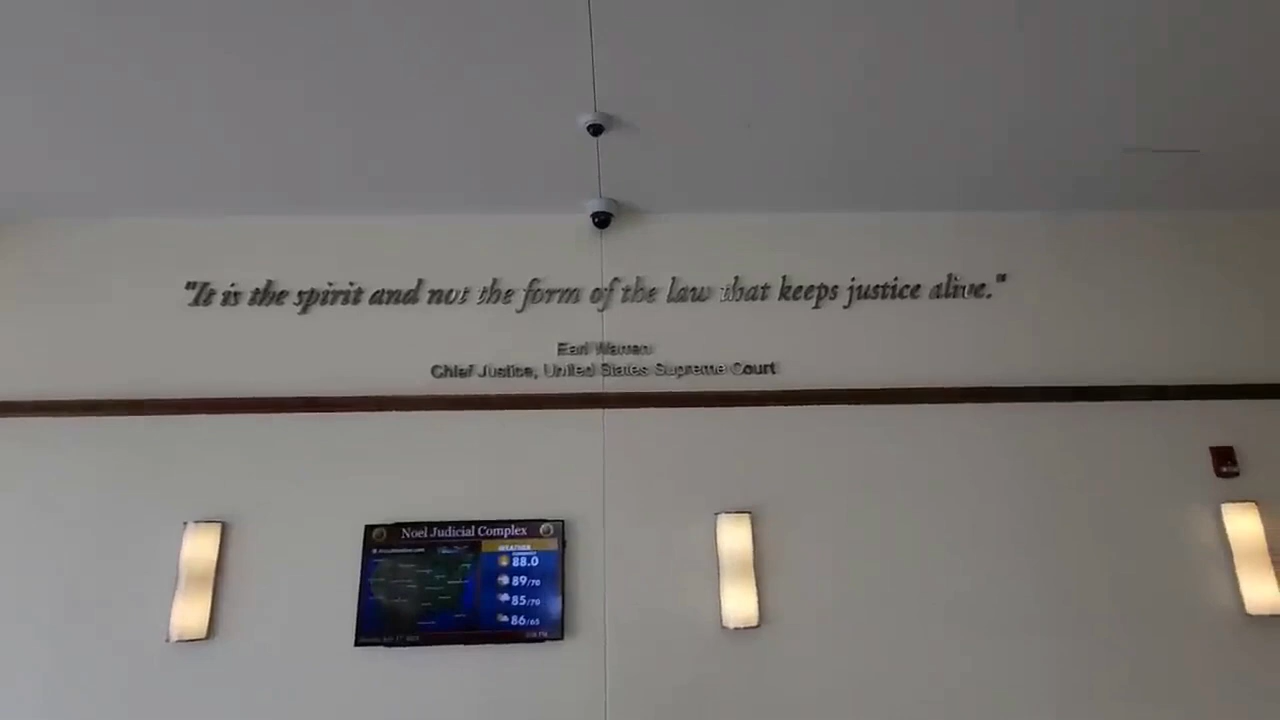 "It is the spirit and not the form of the law that keeps justice alive."
Earl Warren
Chief Justice, United States Supreme Court
Noel Judicial Complex
WEATHER
88.0
89/70
85/70
86/65